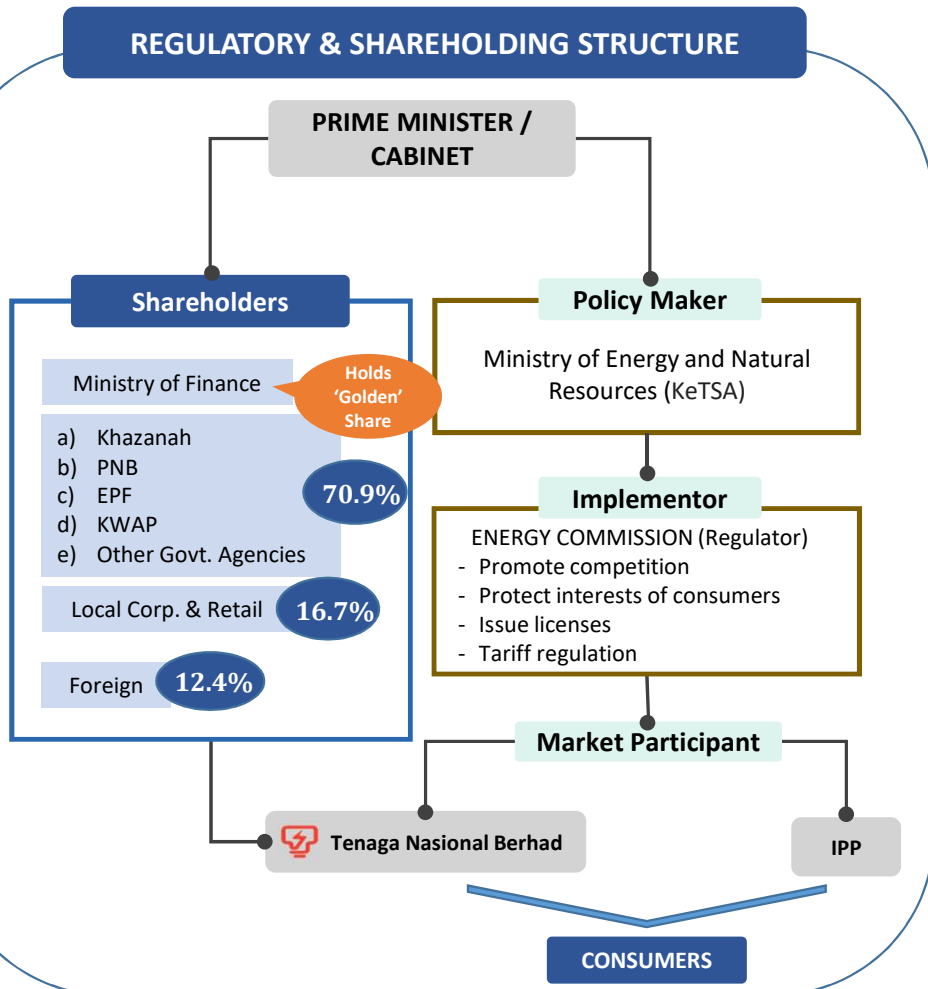 REGULATORY & SHAREHOLDING STRUCTURE
PRIME MINISTER /
CABINET
Shareholders
Ministry of Finance
Holds
‘Golden’
Share
a) Khazanah
b) PNB
c) EPF
d) KWAP
e) Other Govt. Agencies
70.9%
Local Corp. & Retail
16.7%
Foreign
12.4%
Policy Maker
Ministry of Energy and Natural
Resources (KeTSA)
Implementor
ENERGY COMMISSION (Regulator)
- Promote competition
- Protect interests of consumers
- Issue licenses
- Tariff regulation
Market Participant
Tenaga Nasional Berhad
IPP
CONSUMERS